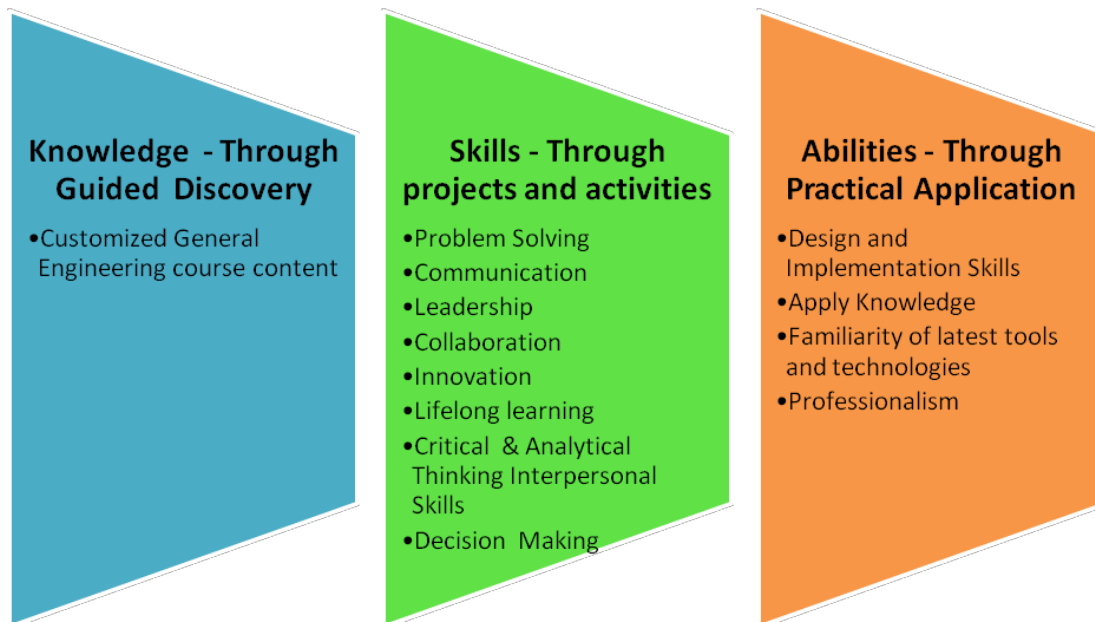 Knowledge - Through
Guided Discovery
•Customized General
Engineering course content
Skills - Through
projects and activities
•Problem Solving
•Communication
•Leadership
•Collaboration
•Innovation
•Lifelong learning
•Critical & Analytical
Thinking Interpersonal
Skills
•Decision Making
Abilities - Through
Practical Application
•Design and
Implementation Skills
•Apply Knowledge
•Familiarity of latest tools
and technologies
•Professionalism